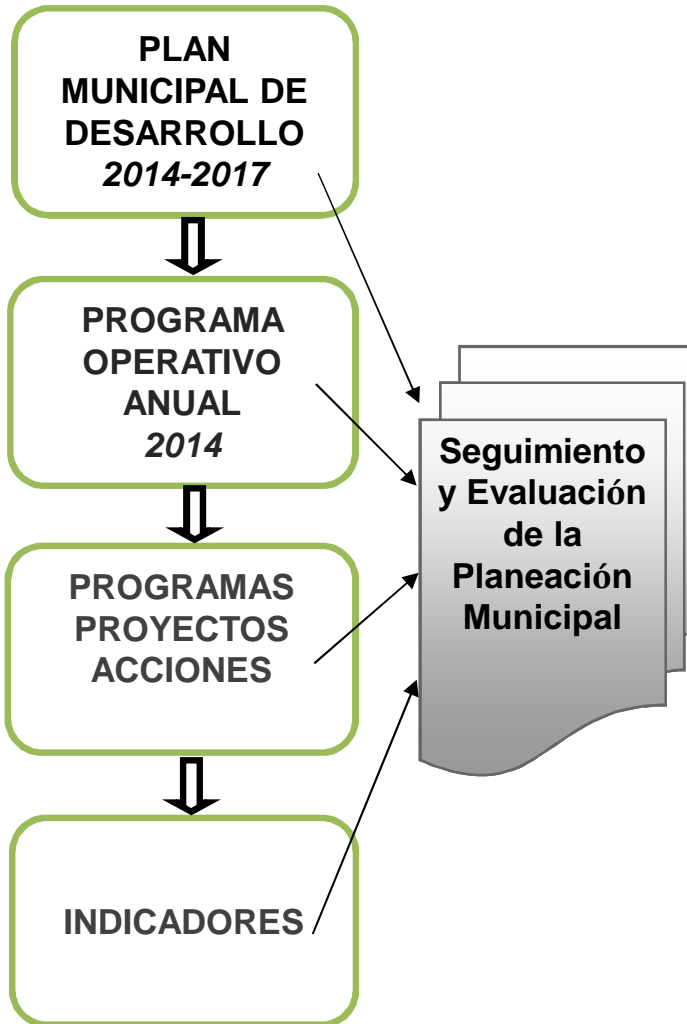 PLAN
MUNICIPAL DE
DESARROLLO
2014-2017
PROGRAMA
OPERATIVO
ANUAL
2014
PROGRAMAS
PROYECTOS
ACCIONES
INDICADORES
Seguimiento
y Evaluación
de la
Planeación
Municipal